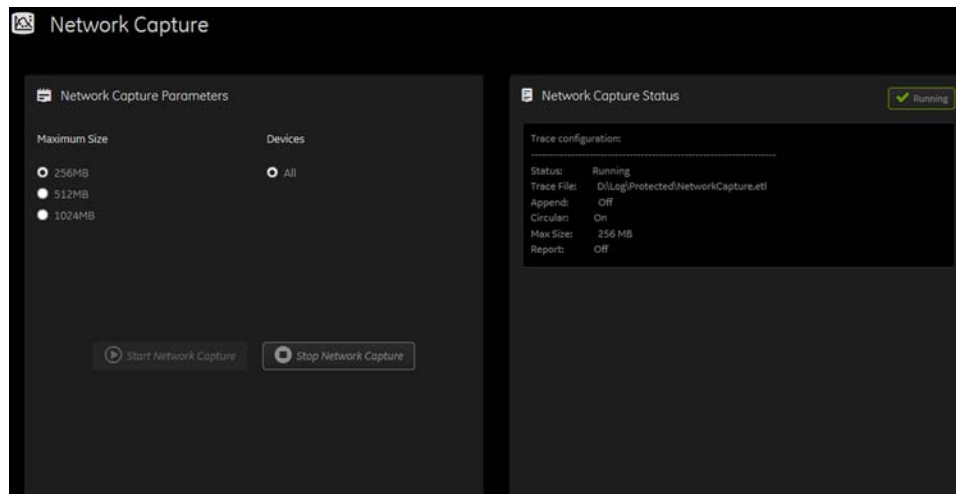 Network Capture
Network Capture Parameters
Maximum Size
Devices
256MB
All
512MB
1024MB
Start Network Capture
Stop Network Capture
Network Capture Status
Running
Trace configuration:
-------------------------------------------------------------------
Status: Running
Trace File: D:\Log\Protected\NetworkCapture.etl
Append: Off
Circular: On
Max Size: 256 MB
Report: Off